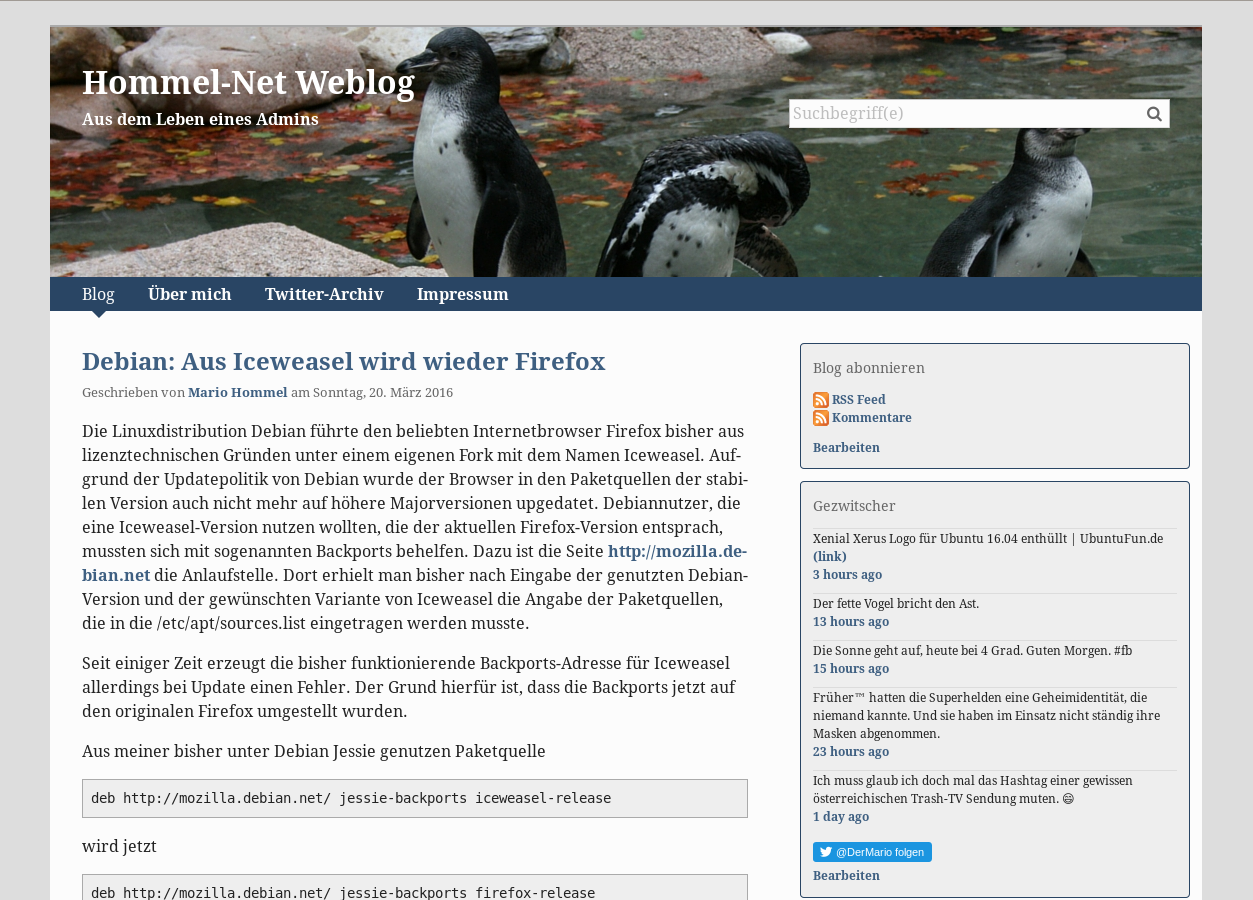 Hommel-Net Weblog
Aus dem Leben eines Admins
Suchbegriff(e)
Blog
Über mich
Twitter-Archiv
Impressum
Debian: Aus Iceweasel wird wieder Firefox
Geschrieben von Mario Hommel am Sonntag, 20. März 2016
Die Linuxdistribution Debian führte den beliebten Internetbrowser Firefox bisher aus
lizenztechnischen Gründen unter einem eigenen Fork mit dem Namen Iceweasel. Auf-
grund der Updatepolitik von Debian wurde der Browser in den Paketquellen der stabi-
len Version auch nicht mehr auf höhere Majorversionen upgedatet. Debiannutzer, die
eine Iceweasel-Version nutzen wollten, die der aktuellen Firefox-Version entsprach,
mussten sich mit sogenannten Backports behelfen. Dazu ist die Seite http://mozilla.de-
bian.net die Anlaufstelle. Dort erhielt man bisher nach Eingabe der genutzten Debian-
Version und der gewünschten Variante von Iceweasel die Angabe der Paketquellen,
die in die /etc/apt/sources.list eingetragen werden musste.
Seit einiger Zeit erzeugt die bisher funktionierende Backports-Adresse für Iceweasel
allerdings bei Update einen Fehler. Der Grund hierfür ist, dass die Backports jetzt auf
den originalen Firefox umgestellt wurden.
Aus meiner bisher unter Debian Jessie genutzen Paketquelle
deb http://mozilla.debian.net/ jessie-backports iceweasel-release
wird jetzt
deb http://mozilla.debian.net/ jessie-backports firefox-release
Blog abonnieren
RSS Feed
Kommentare
Bearbeiten
Gezwitscher
Xenial Xerus Logo für Ubuntu 16.04 enthüllt | UbuntuFun.de
(link)
3 hours ago
Der fette Vogel bricht den Ast.
13 hours ago
Die Sonne geht auf, heute bei 4 Grad. Guten Morgen. #fb
15 hours ago
Früher™ hatten die Superhelden eine Geheimidentität, die
niemand kannte. Und sie haben im Einsatz nicht ständig ihre
Masken abgenommen.
23 hours ago
Ich muss glaub ich doch mal das Hashtag einer gewissen
österreichischen Trash-TV Sendung muten. 😄
1 day ago
@DerMario folgen
Bearbeiten